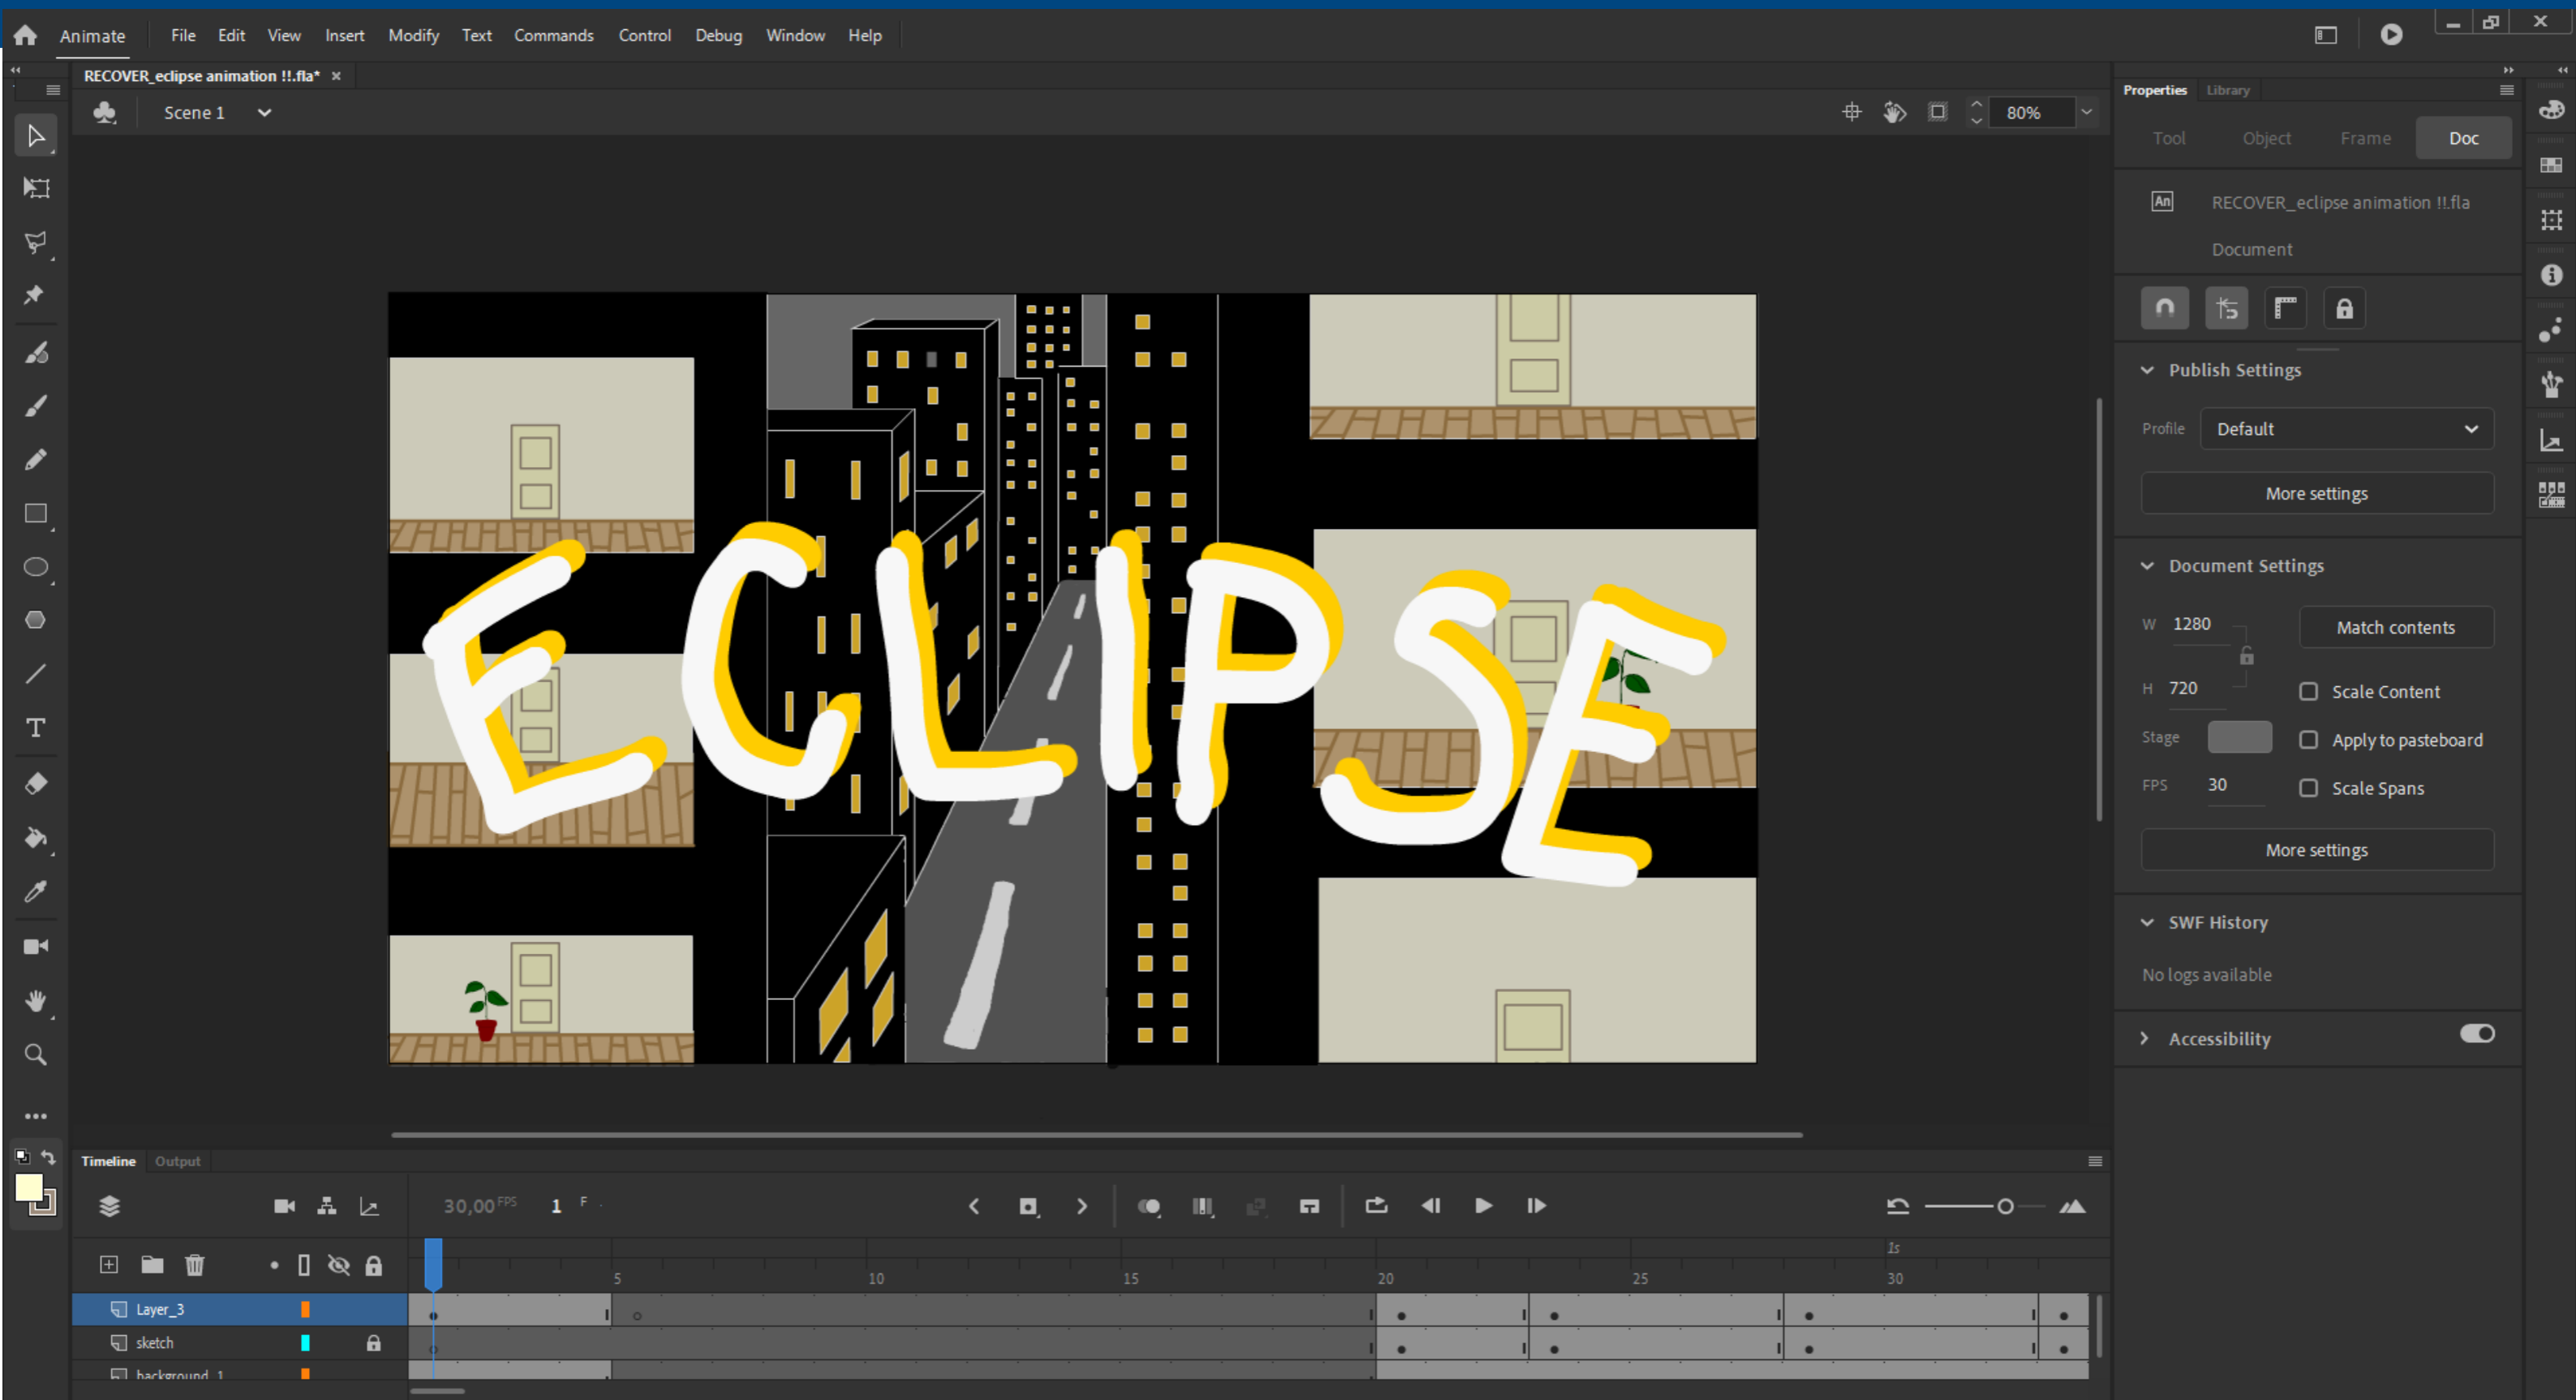 Animate File Edit View Insert Modify Text Commands Control Debug Window Help
RECOVER_eclipse animation !!.fla* ×
Scene 1
80%
Properties Library
Tool Object Frame Doc
An RECOVER_eclipse animation !!.fla
Document
Publish Settings
Profile Default
More settings
Document Settings
W 1280
Match contents
H 720
Scale Content
Stage
Apply to pasteboard
FPS 30
Scale Spans
More settings
SWF History
No logs available
Accessibility
ECLIPSE
Timeline Output
30,00 FPS 1 F
1s
5 10 15 20 25 30
Layer_3
sketch
background_1